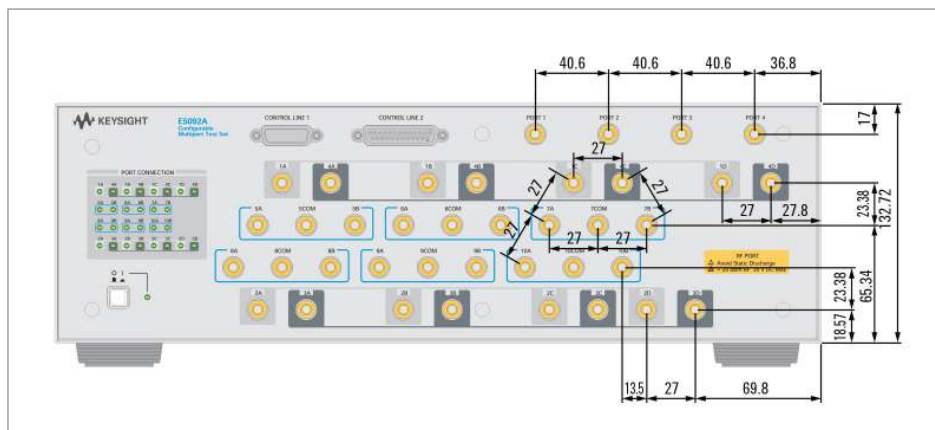 40.6 40.6 40.6 36.8
KEYSIGHT
E5092A
Configurable
Multiport Test Set
CONTROL LINE 1 CONTROL LINE 2
PORT 1 PORT 2 PORT 3 PORT 4
17
27
PORT CONNECTION
1A 4A 1B 4B 1D 4D
27 27
23.38
132.72
27 27.8
5A 5COM 5B 6A 6COM 6B 7A 7COM 7B
27 27 27
8A 8COM 8B 9A 9COM 9B 10A 10COM 10B
RF PORT
Avoid Static Discharge
65.34
23.38
2A 3A 2B 3B 2C 3C 2D 3D
18.57
13.5 27 69.8